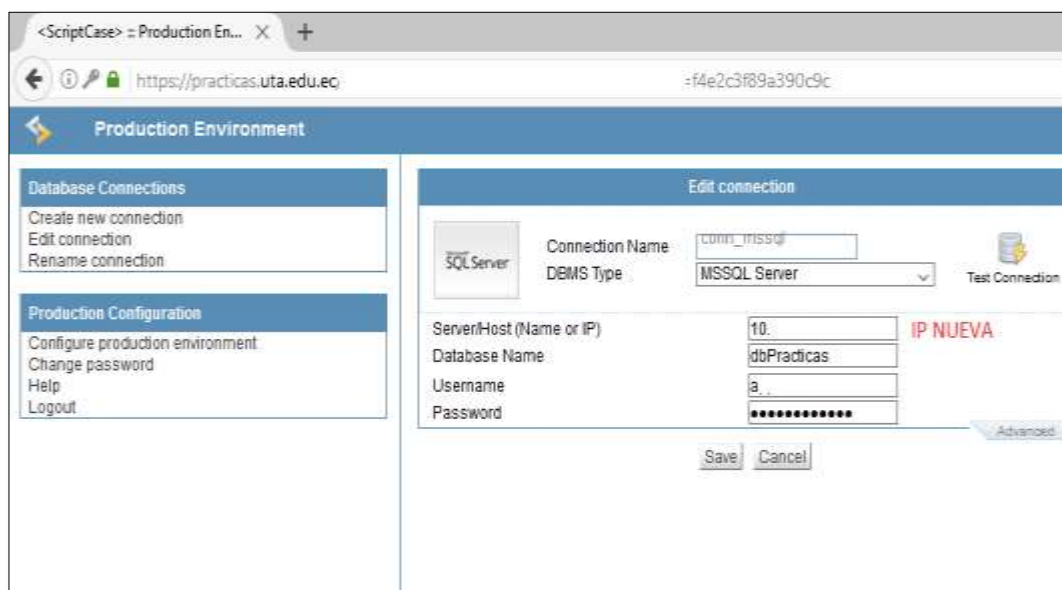 <ScriptCase> :: Production En...
https://practicas.uta.edu.ec
=f4e2c3f89a390c9c
Production Environment
Database Connections
Create new connection
Edit connection
Rename connection
Production Configuration
Configure production environment
Change password
Help
Logout
Edit connection
SQL Server
Connection Name
conn_mssql
DBMS Type
MSSQL Server
Test Connection
Server/Host (Name or IP)
10.
IP NUEVA
Database Name
dbPracticas
Username
a
Password
Advanced
Save
Cancel